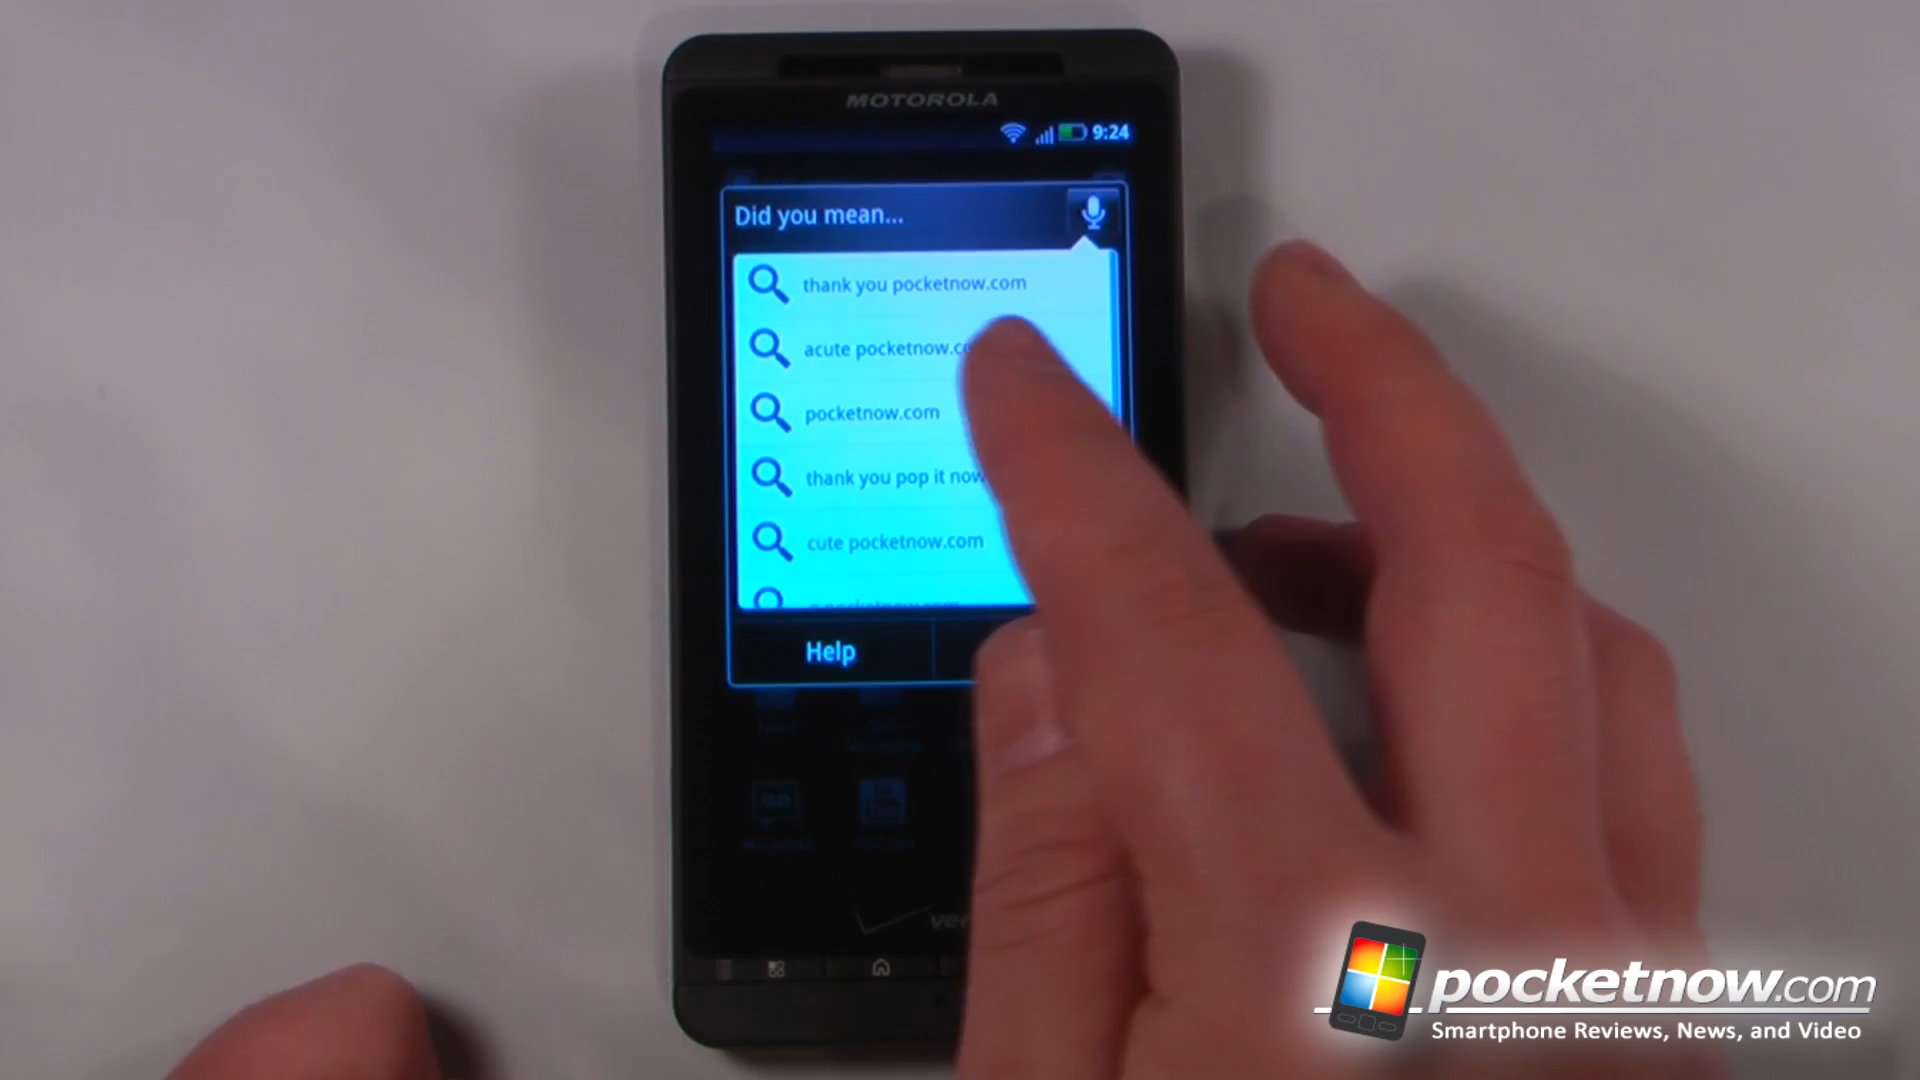 MOTOROLA
9:24
Did you mean...
thank you pocketnow.com
acute pocketnow.co
pocketnow.com
thank you pop it now
cute pocketnow.com
Help
pocketnow.com
Smartphone Reviews, News, and Video